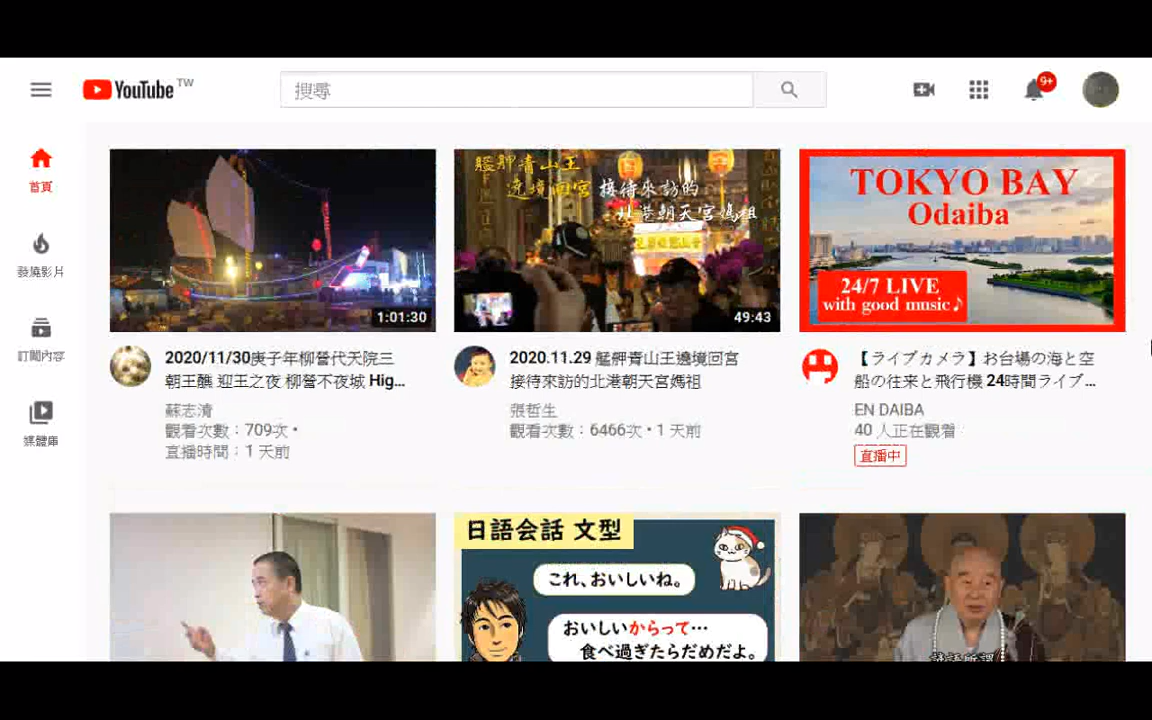 YouTube TW
搜尋
9+
首頁
發燒影片
訂閱內容
媒體庫
艋舺青山王
遶境回宮 接待來訪的
北港朝天宮媽祖
TOKYO BAY
Odaiba
24/7 LIVE
with good music♪
1:01:30
49:43
2020/11/30庚子年柳營代天院三
朝王醮 迎王之夜 柳營不夜城 Hig...
蘇志清
觀看次數：709次 •
直播時間：1 天前
2020.11.29 艋舺青山王遶境回宮
接待來訪的北港朝天宮媽祖
張哲生
觀看次數：6466次 • 1 天前
【ライブカメラ】お台場の海と空
船の往来と飛行機 24時間ライブ...
EN DAIBA
40 人正在觀看
直播中
日語会話 文型
これ、おいしいね。
おいしいからって…
食べ過ぎたらだめだよ。